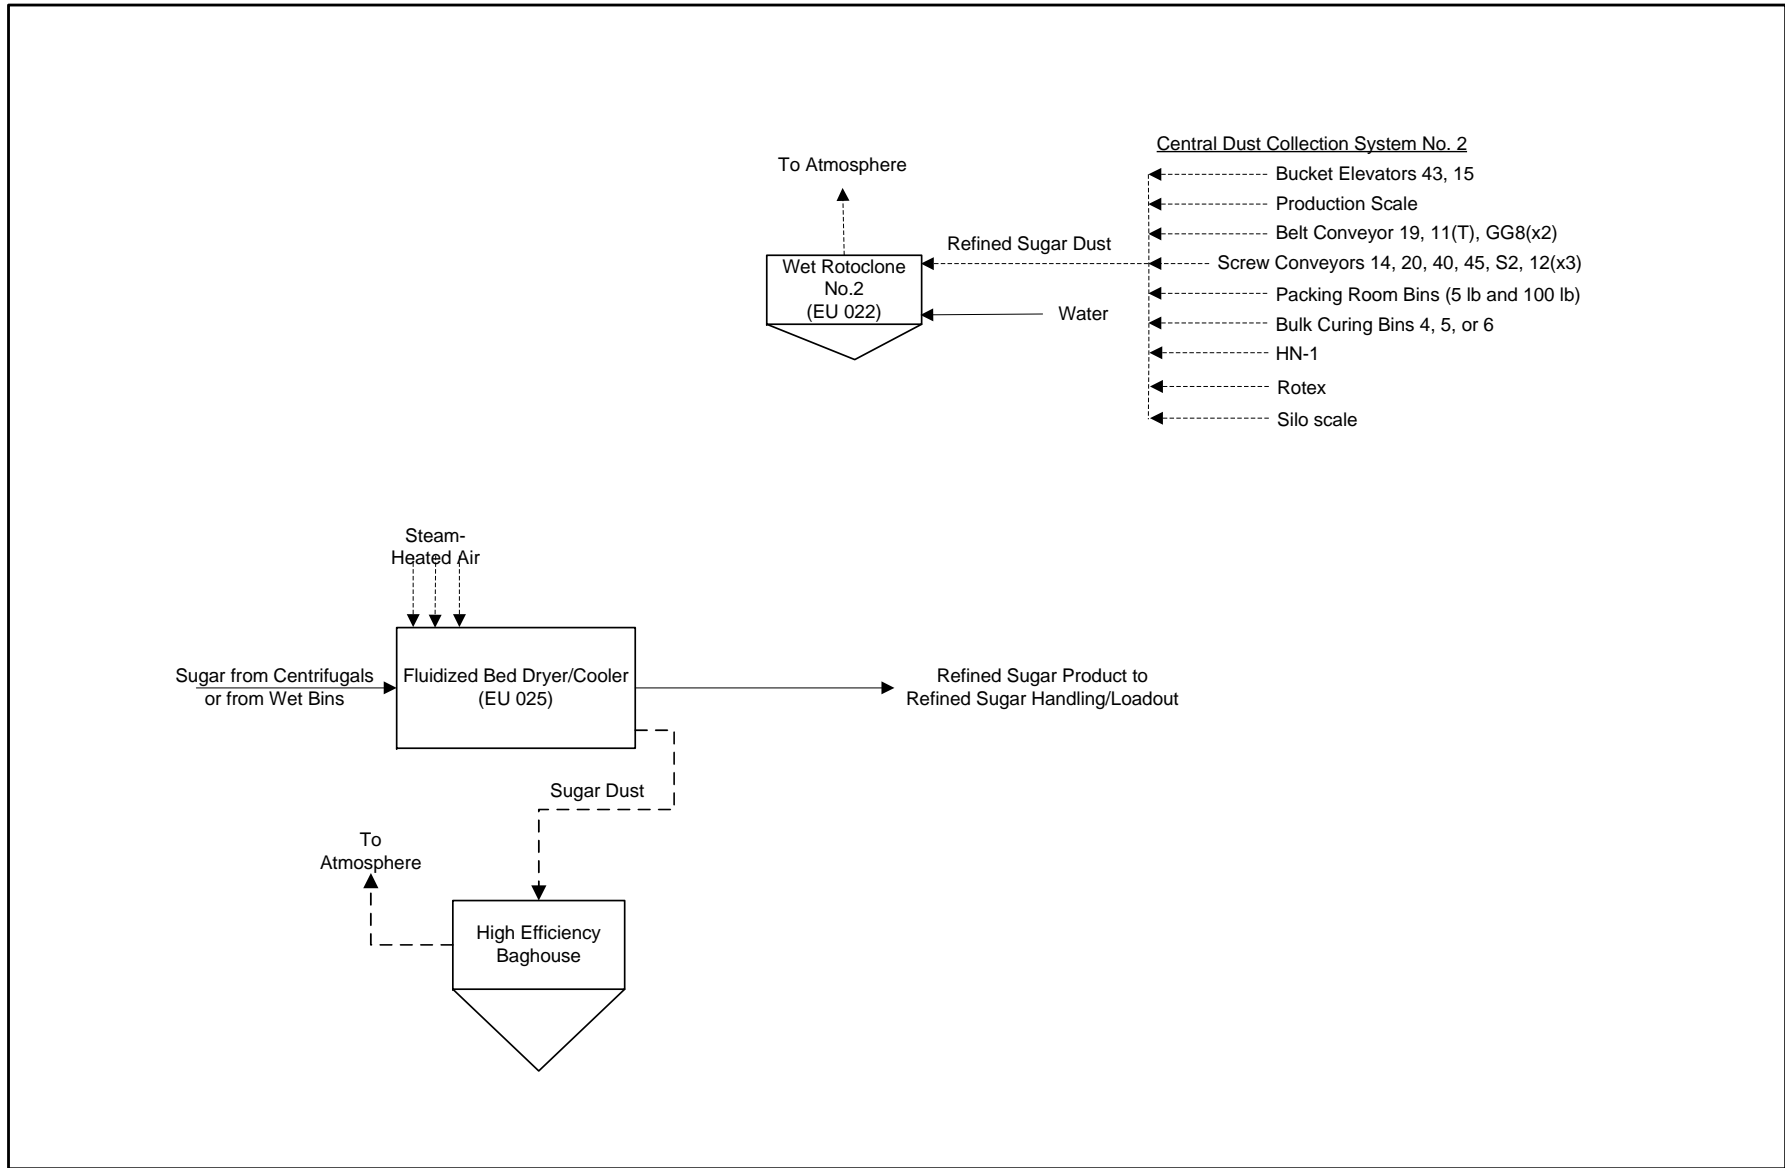 Central Dust Collection System No. 2
To Atmosphere
Bucket Elevators 43, 15
Production Scale
Belt Conveyor 19, 11(T), GG8(x2)
Refined Sugar Dust
Screw Conveyors 14, 20, 40, 45, S2, 12(x3)
Wet Rotoclone
No.2
(EU 022)
Packing Room Bins (5 lb and 100 lb)
Water
Bulk Curing Bins 4, 5, or 6
HN-1
Rotex
Silo scale
Steam-
Heated Air
Sugar from Centrifugals
or from Wet Bins
Fluidized Bed Dryer/Cooler
(EU 025)
Refined Sugar Product to
Refined Sugar Handling/Loadout
Sugar Dust
To
Atmosphere
High Efficiency
Baghouse